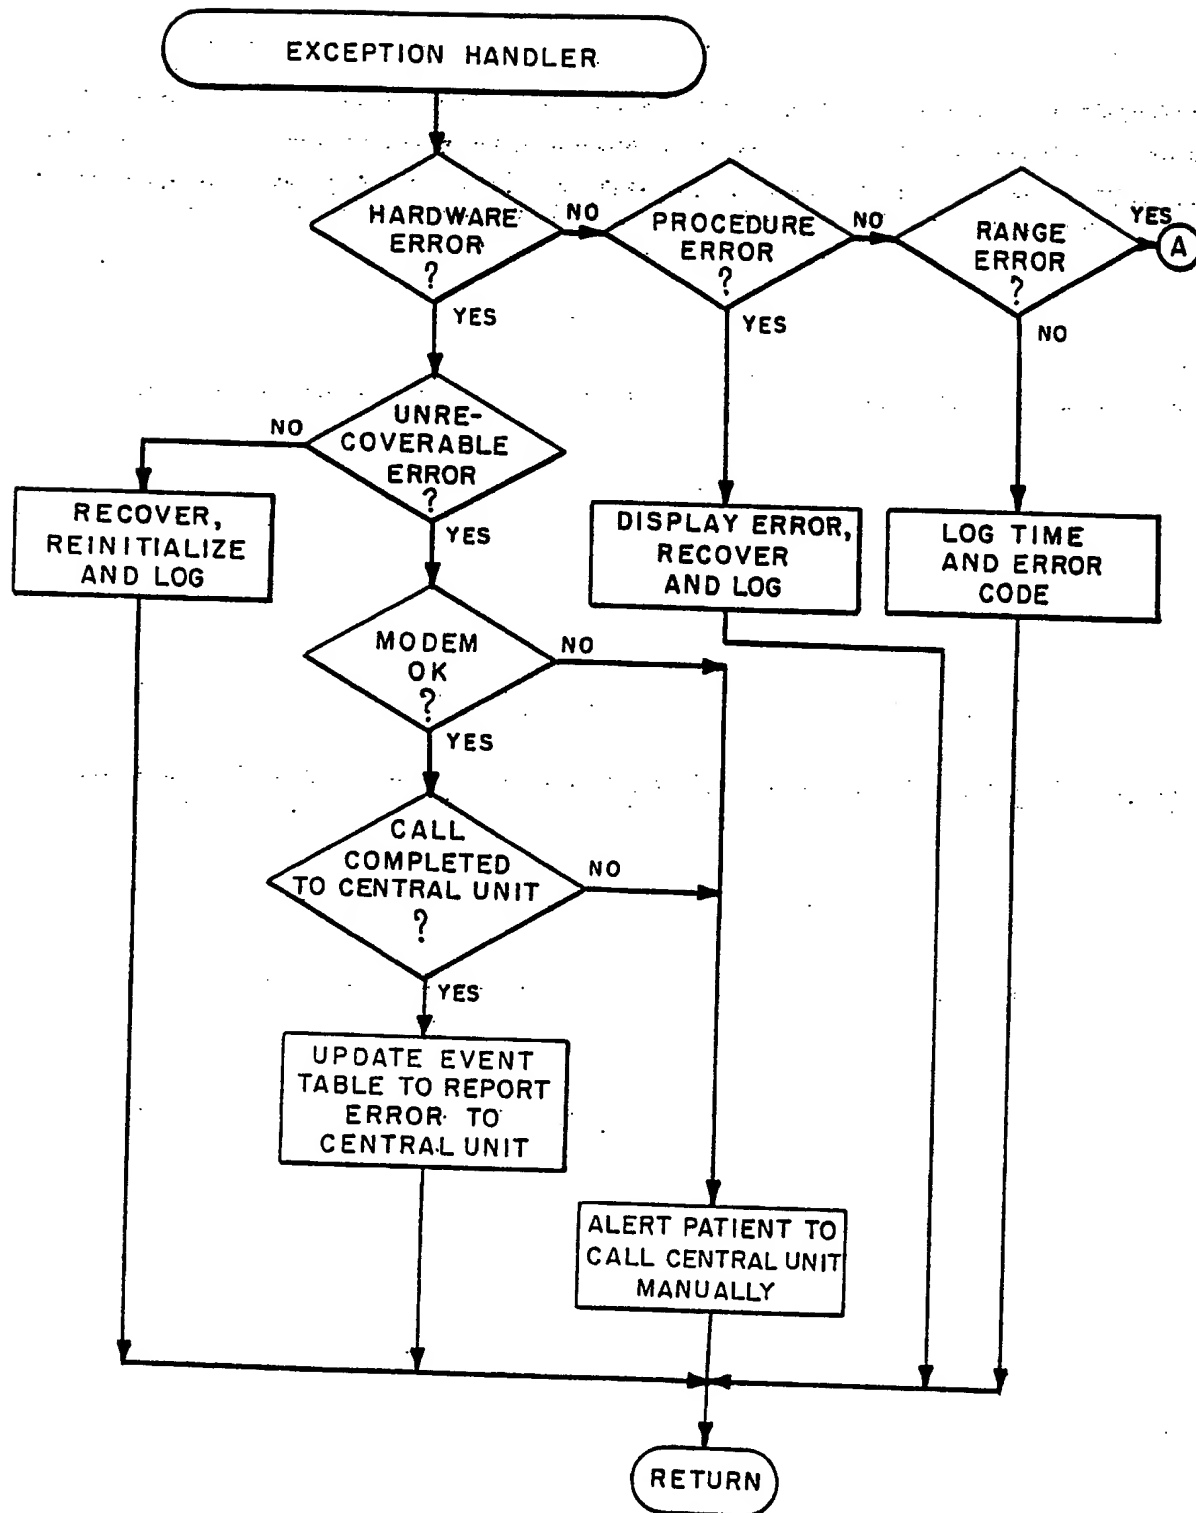 EXCEPTION HANDLER
HARDWARE
ERROR
?
NO
YES
PROCEDURE
ERROR
?
NO
YES
RANGE
ERROR
?
YES
A
NO
UNRE-
COVERABLE
ERROR
?
NO
YES
RECOVER,
REINITIALIZE
AND LOG
DISPLAY ERROR,
RECOVER
AND LOG
LOG TIME
AND ERROR
CODE
MODEM
OK
?
NO
YES
CALL
COMPLETED
TO CENTRAL UNIT
?
NO
YES
UPDATE EVENT
TABLE TO REPORT
ERROR TO
CENTRAL UNIT
ALERT PATIENT TO
CALL CENTRAL UNIT
MANUALLY
RETURN